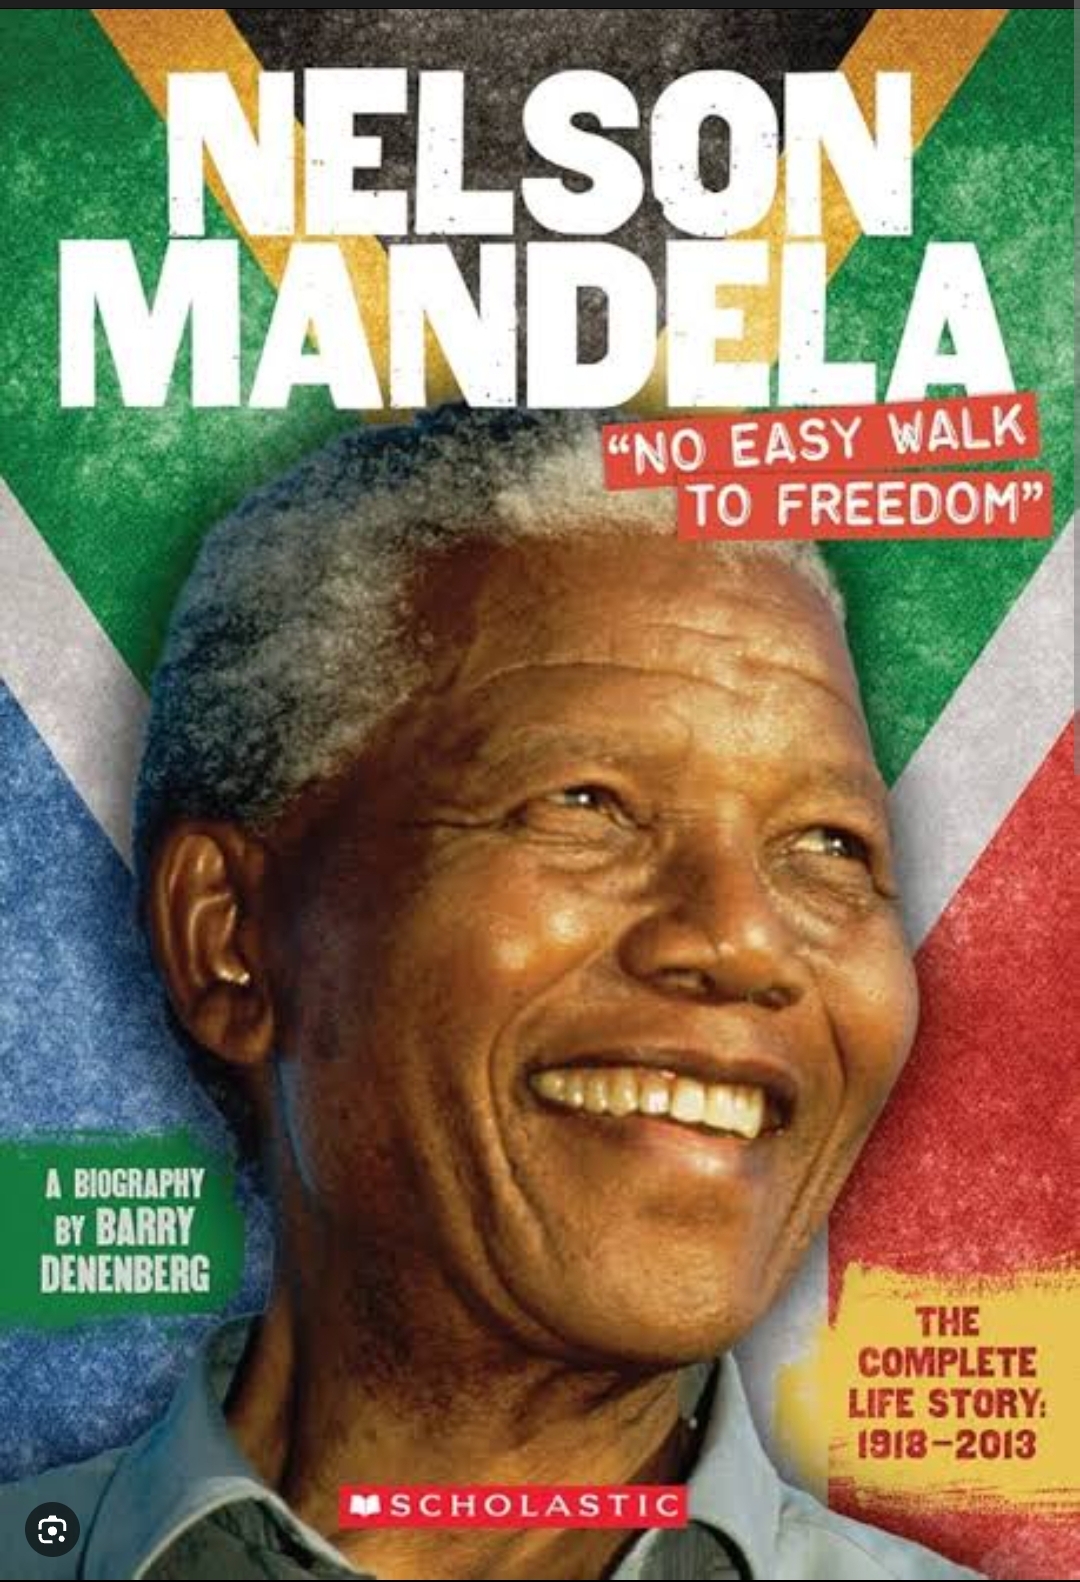 NELSON
MANDELA
“NO EASY WALK
TO FREEDOM”
A BIOGRAPHY
BY BARRY
DENENBERG
THE
COMPLETE
LIFE STORY:
1918–2013
SCHOLASTIC